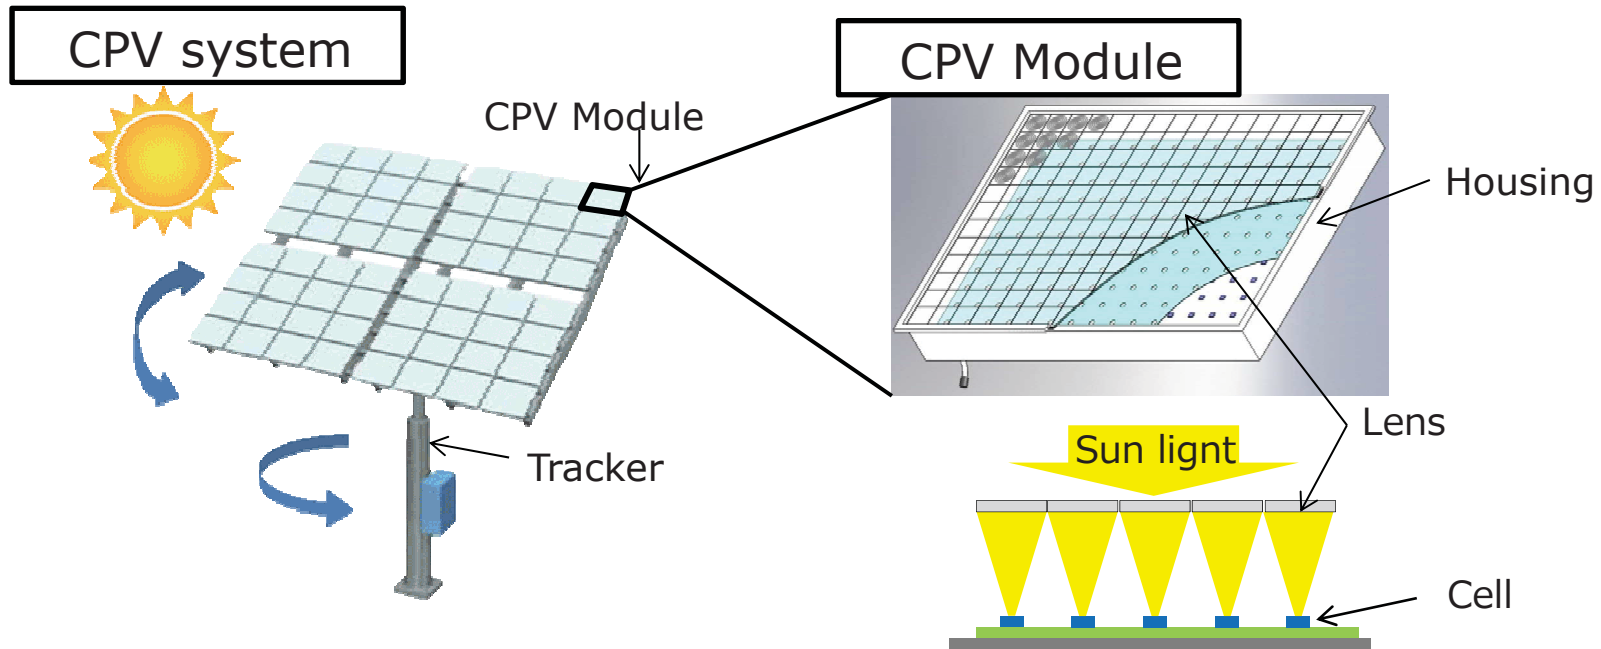 CPV system
CPV Module
CPV Module
Housing
Lens
Sun lignt
Tracker
Cell